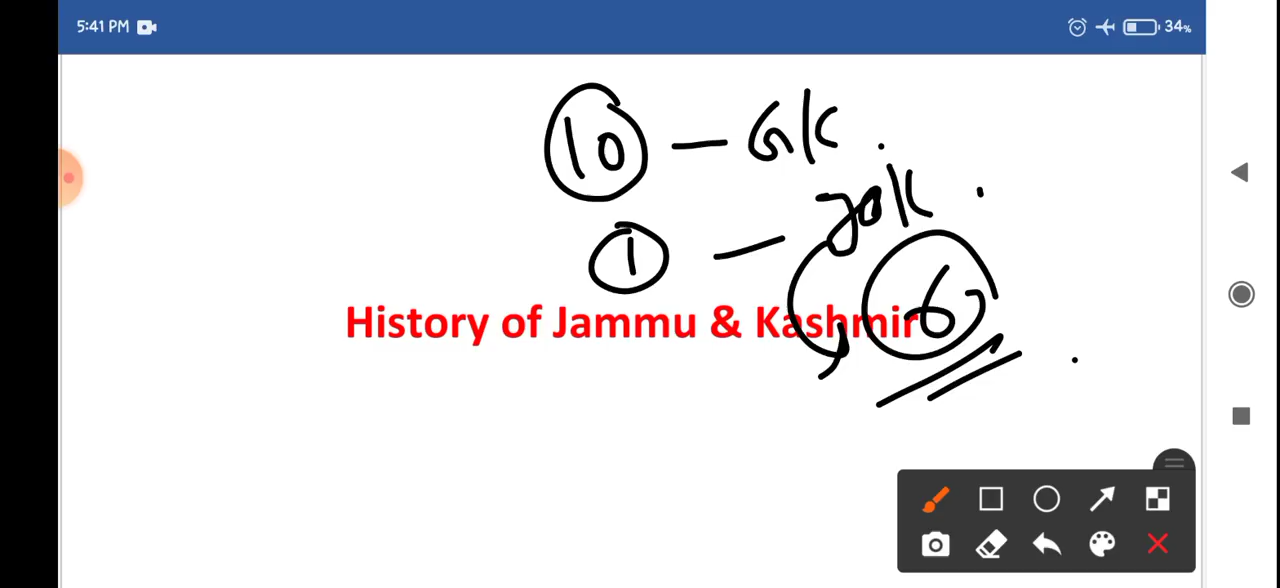 5:41 PM
34%
10 — GK.
1 — J&K.
6
History of Jammu & Kashmir